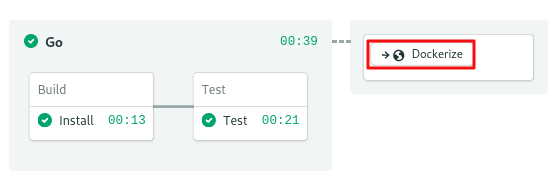 Go 00:39
Dockerize
Build
Test
Install 00:13
Test 00:21